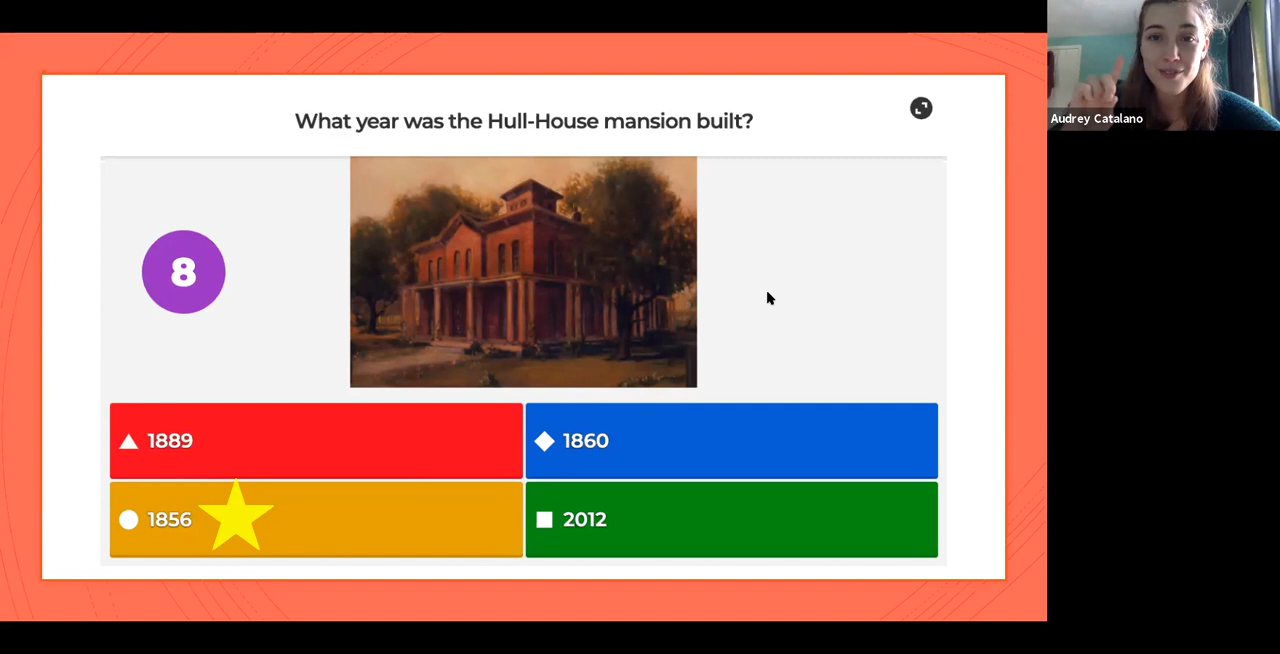 What year was the Hull-House mansion built?
Audrey Catalano
8
1889
1860
1856
2012